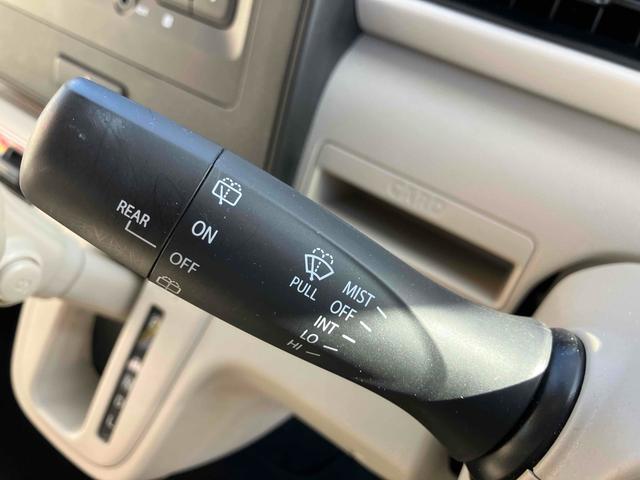 CARD
REAR
ON
OFF
PULL
MIST
OFF
INT
LO
HI